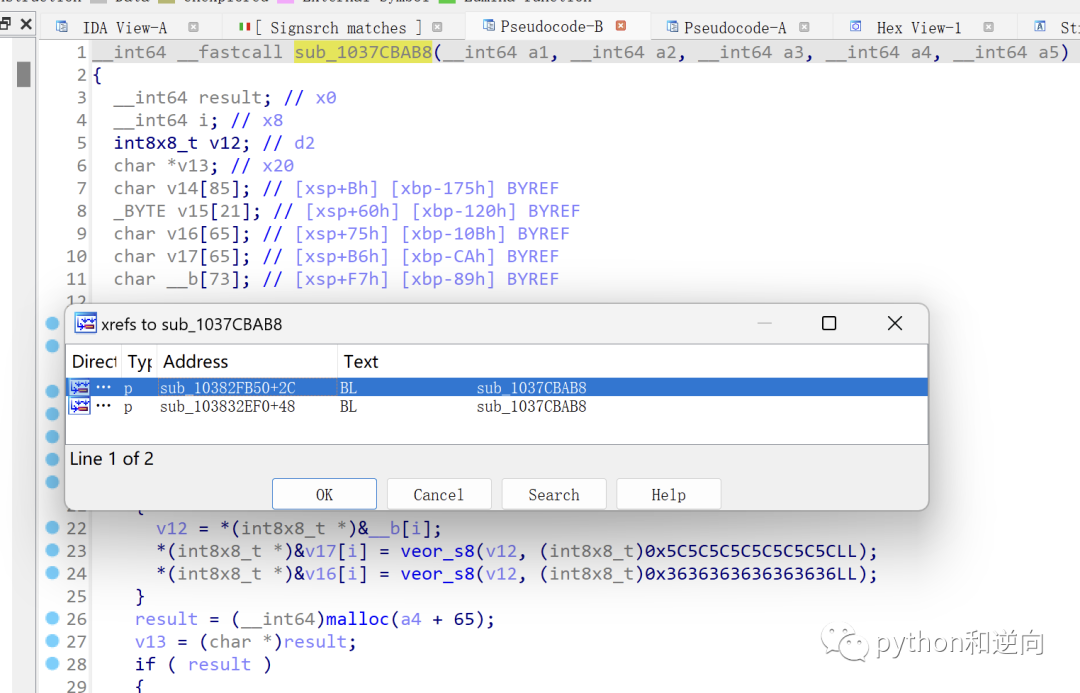 IDA View-A [ Signsrch matches ] Pseudocode-B Pseudocode-A Hex View-1
1 __int64 __fastcall sub_1037CBAB8(__int64 a1, __int64 a2, __int64 a3, __int64 a4, __int64 a5)
2 {
3 __int64 result; // x0
4 __int64 i; // x8
5 int8x8_t v12; // d2
6 char *v13; // x20
7 char v14[85]; // [xsp+Bh] [xbp-175h] BYREF
8 _BYTE v15[21]; // [xsp+60h] [xbp-120h] BYREF
9 char v16[65]; // [xsp+75h] [xbp-10Bh] BYREF
10 char v17[65]; // [xsp+B6h] [xbp-CAh] BYREF
11 char __b[73]; // [xsp+F7h] [xbp-89h] BYREF
12
xrefs to sub_1037CBAB8
Direct Typ Address Text
... p sub_10382FB50+2C BL sub_1037CBAB8
... p sub_103832EF0+48 BL sub_1037CBAB8
Line 1 of 2
OK Cancel Search Help
{
22 v12 = *(int8x8_t *)&__b[i];
23 *(int8x8_t *)&v17[i] = veor_s8(v12, (int8x8_t)0x5C5C5C5C5C5C5C5CLL);
24 *(int8x8_t *)&v16[i] = veor_s8(v12, (int8x8_t)0x3636363636363636LL);
25 }
26 result = (__int64)malloc(a4 + 65);
27 v13 = (char *)result;
28 if ( result )
29 {
python和逆向